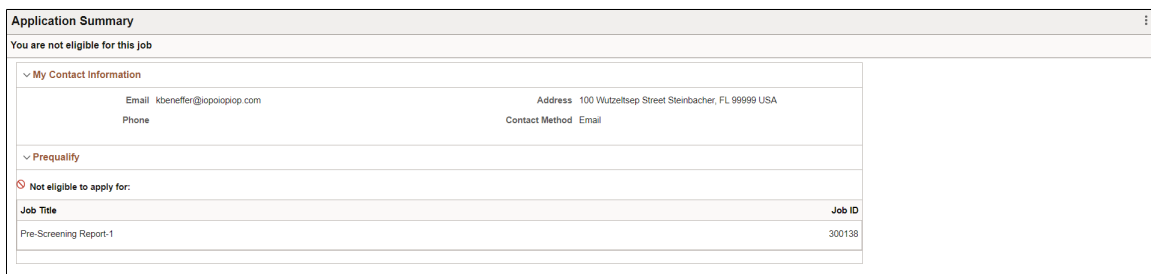 Application Summary
You are not eligible for this job
My Contact Information
Email kbeneffer@iopoiopiop.com Address 100 Wutzeltsep Street Steinbacher, FL 99999 USA
Phone Contact Method Email
Prequalify
Not eligible to apply for:
Job Title Job ID
Pre-Screening Report-1 300138